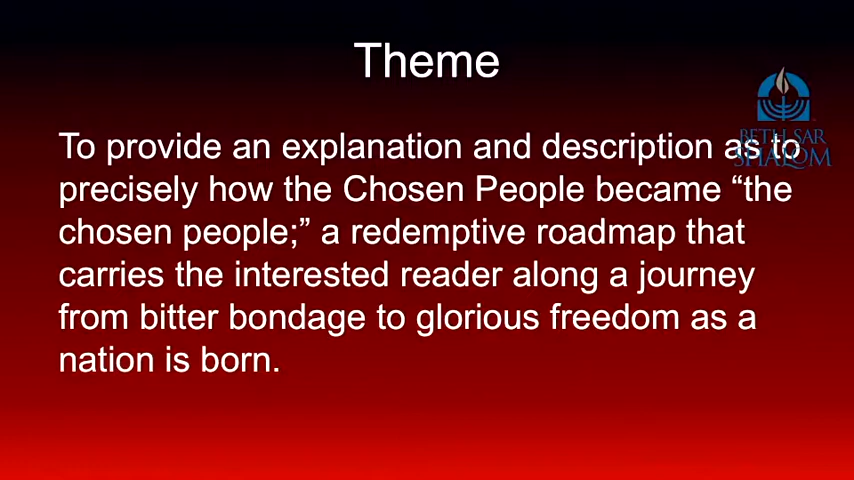 Theme
To provide an explanation and description as to
precisely how the Chosen People became “the
chosen people;” a redemptive roadmap that
carries the interested reader along a journey
from bitter bondage to glorious freedom as a
nation is born.
BETH SAR
SHALOM